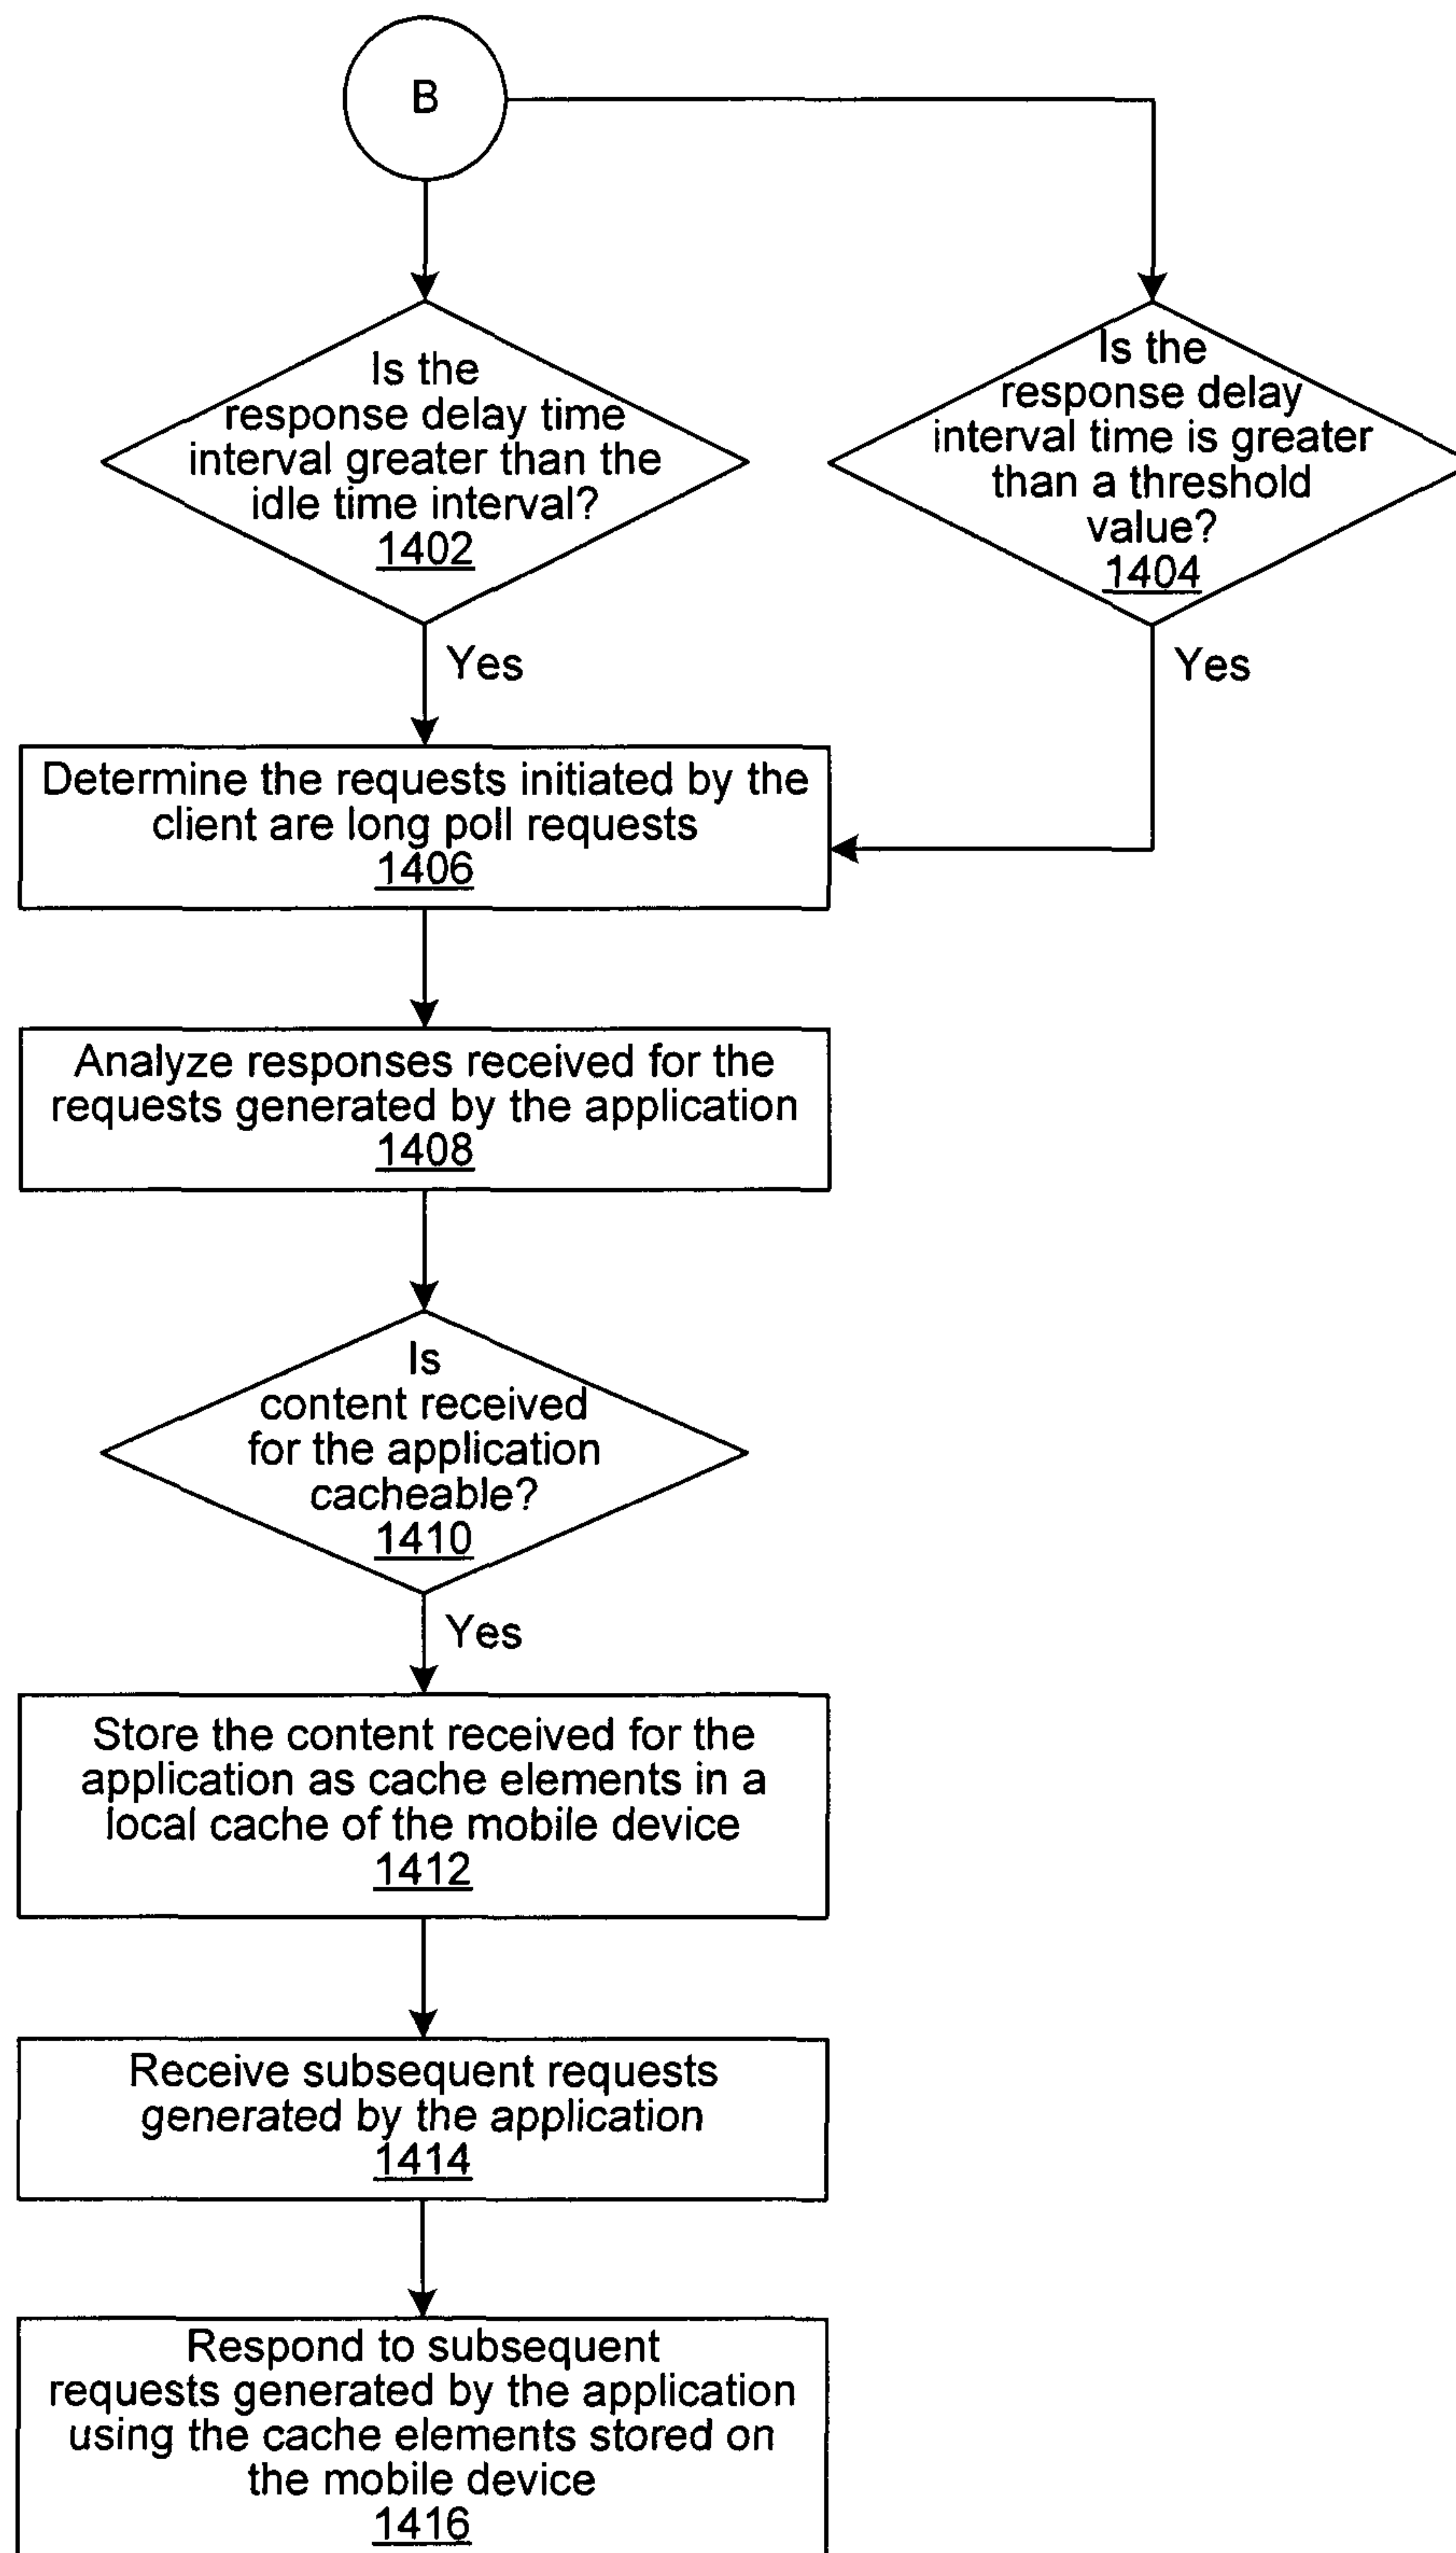 B
Is the
response delay time
interval greater than the
idle time interval?
1402
Is the
response delay
interval time is greater
than a threshold
value?
1404
Yes
Yes
Determine the requests initiated by the
client are long poll requests
1406
Analyze responses received for the
requests generated by the application
1408
Is
content received
for the application
cacheable?
1410
Yes
Store the content received for the
application as cache elements in a
local cache of the mobile device
1412
Receive subsequent requests
generated by the application
1414
Respond to subsequent
requests generated by the application
using the cache elements stored on
the mobile device
1416